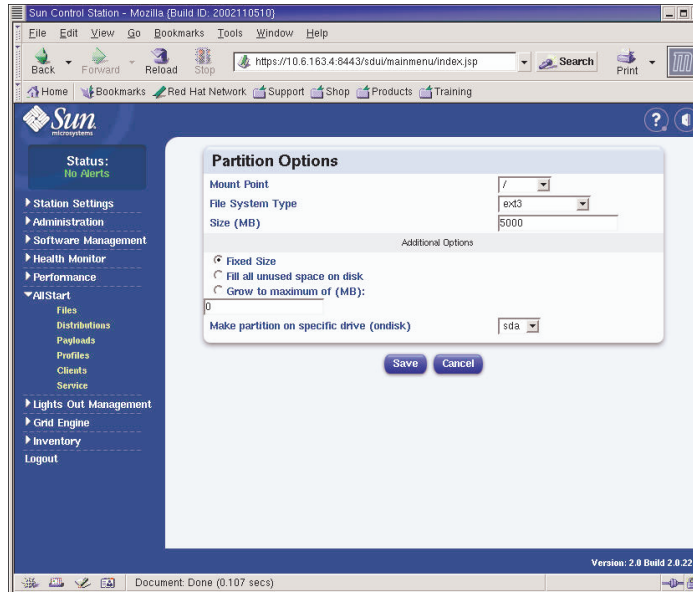 Sun Control Station - Mozilla {Build ID: 2002110510}
File Edit View Go Bookmarks Tools Window Help
Back Forward Reload Stop https://10.6.163.4:8443/sdui/mainmenu/index.jsp Search Print
Home Bookmarks Red Hat Network Support Shop Products Training
Sun
microsystems
?
Status:
No Alerts
Station Settings
Administration
Software Management
Health Monitor
Performance
AllStart
Files
Distributions
Payloads
Profiles
Clients
Service
Lights Out Management
Grid Engine
Inventory
Logout
Partition Options
Mount Point /
File System Type ext3
Size (MB) 5000
Additional Options
Fixed Size
Fill all unused space on disk
Grow to maximum of (MB):
0
Make partition on specific drive (ondisk) sda
Save Cancel
Version: 2.0 Build 2.0.22
Document: Done (0.107 secs)